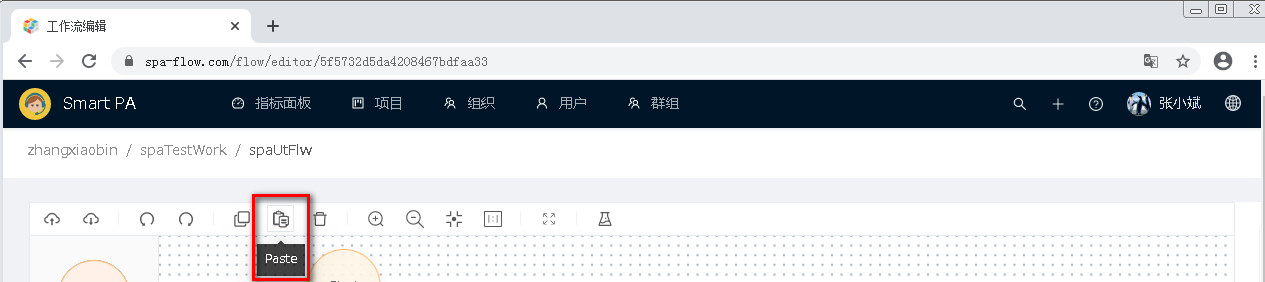 工作流编辑
spa-flow.com/flow/editor/5f5732d5da4208467bdfaa33
Smart PA 指标面板 项目 组织 用户 群组 张小斌
zhangxiaobin / spaTestWork / spaUtFlw
Paste